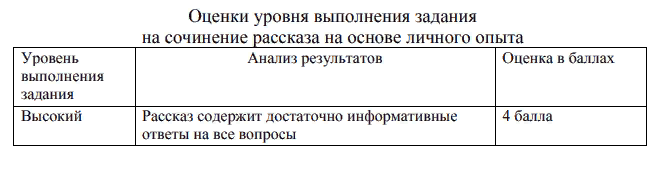 Оценки уровня выполнения задания
на сочинение рассказа на основе личного опыта
Уровень выполнения задания
Анализ результатов
Оценка в баллах
Высокий
Рассказ содержит достаточно информативные
ответы на все вопросы
4 балла